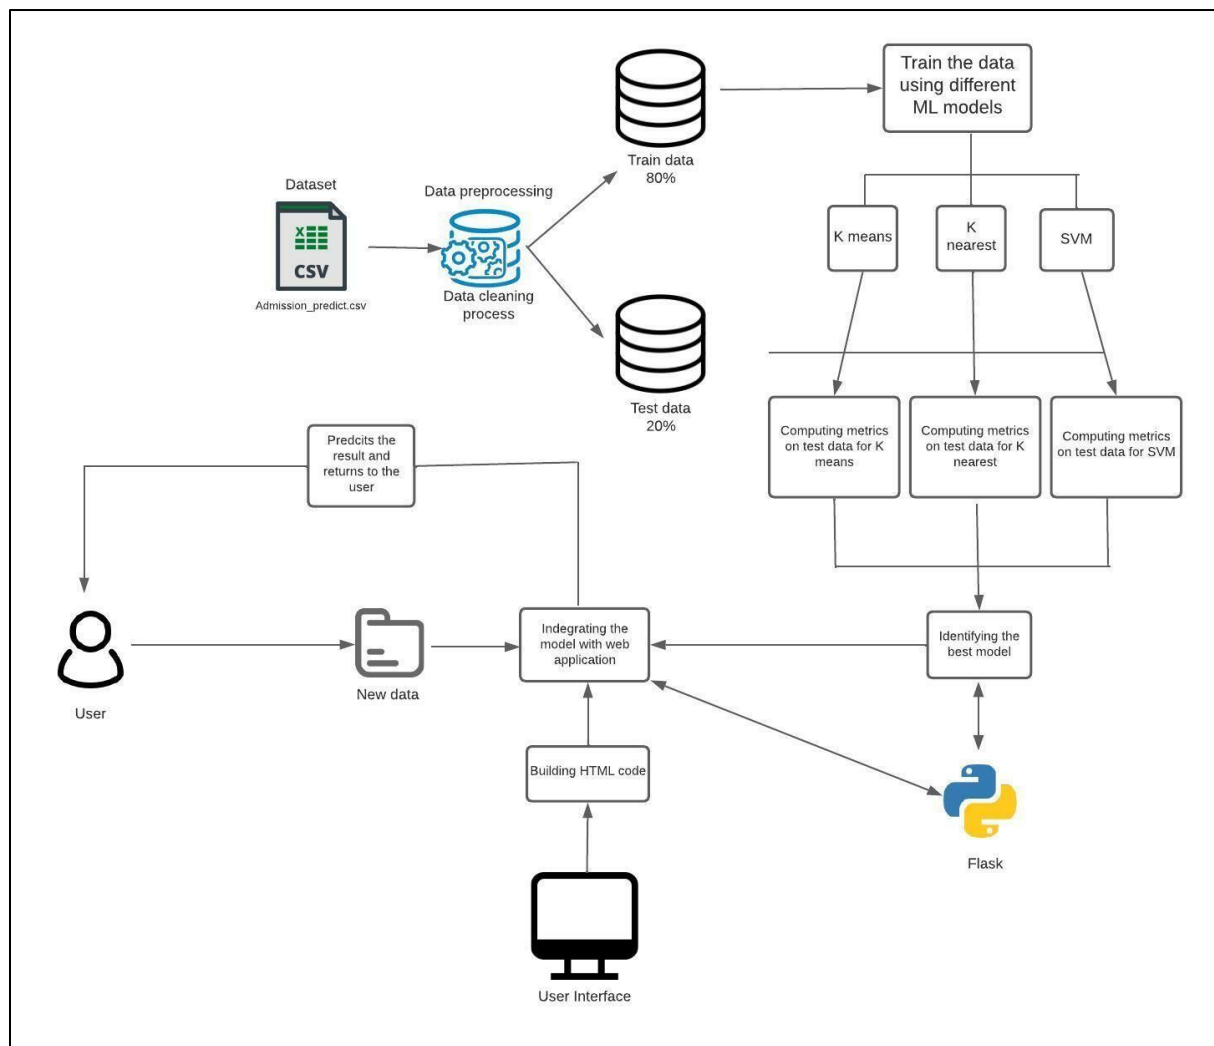 Train the data
using different
ML models
Train data
80%
Dataset
Data preprocessing
X
CSV
Admission_predict.csv
Data cleaning
process
K means
K
nearest
SVM
Test data
20%
Computing metrics
on test data for K
means
Computing metrics
on test data for K
nearest
Computing metrics
on test data for SVM
Predcits the
result and
returns to the
user
Indegrating the
model with web
application
Identifying the
best model
User
New data
Building HTML code
Flask
User Interface